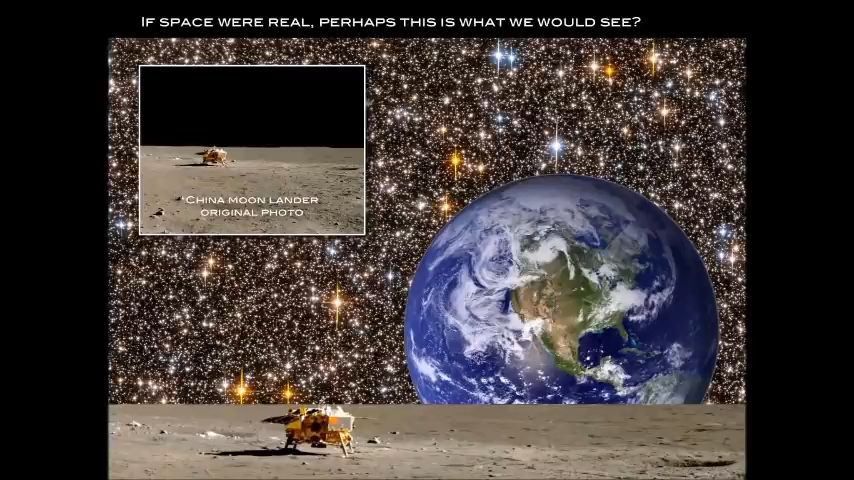 If space were real, perhaps this is what we would see?
*China moon lander
original photo